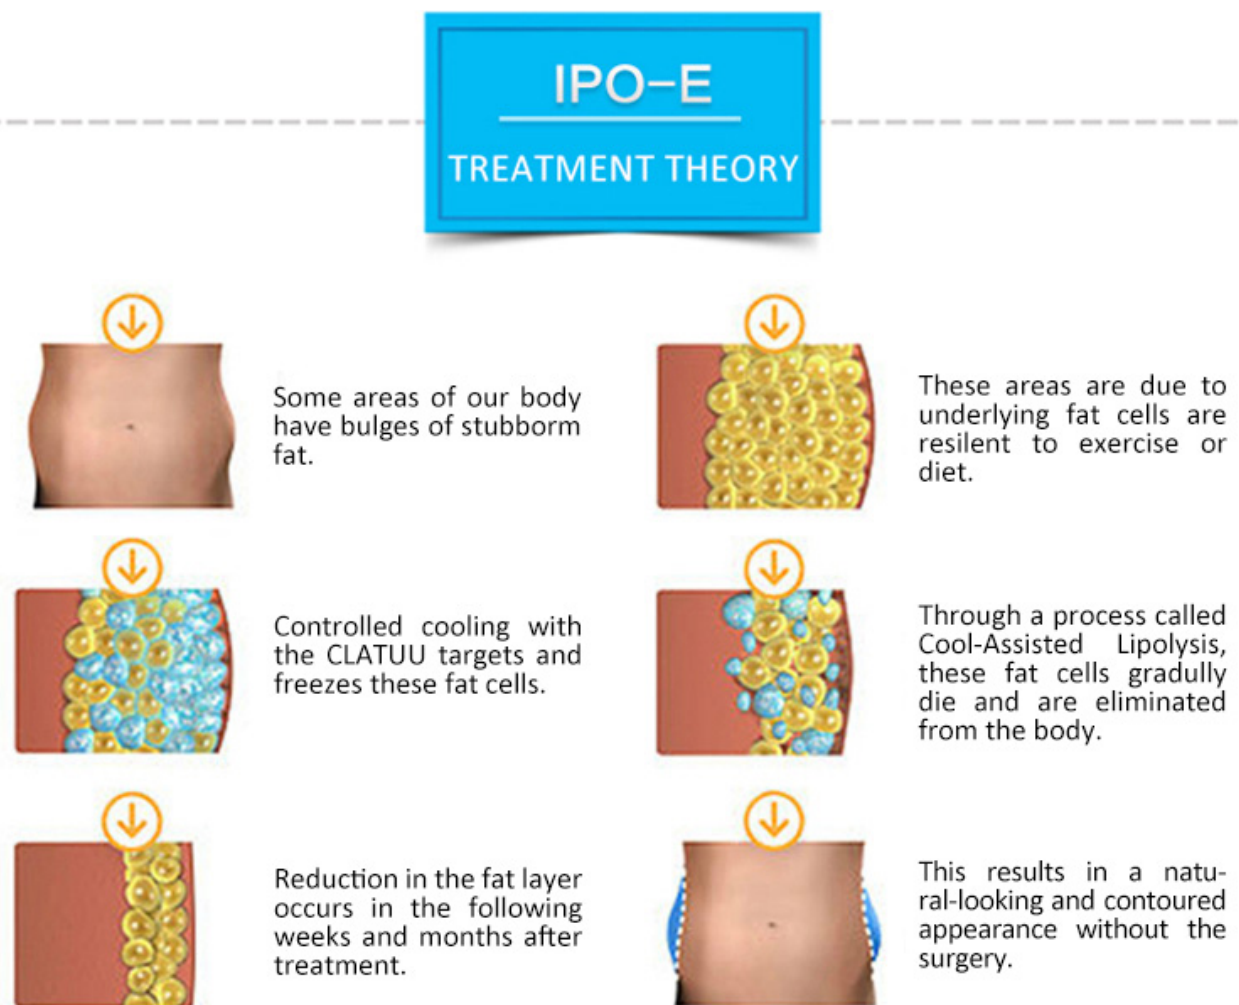 IPO-E
TREATMENT THEORY
Some areas of our body
have bulges of stubborm
fat.
These areas are due to
underlying fat cells are
resilent to exercise or
diet.
Controlled cooling with
the CLATUU targets and
freezes these fat cells.
Through a process called
Cool-Assisted Lipolysis,
these fat cells gradually
die and are eliminated
from the body.
Reduction in the fat layer
occurs in the following
weeks and months after
treatment.
This results in a natu-
ral-looking and contoured
appearance without the
surgery.